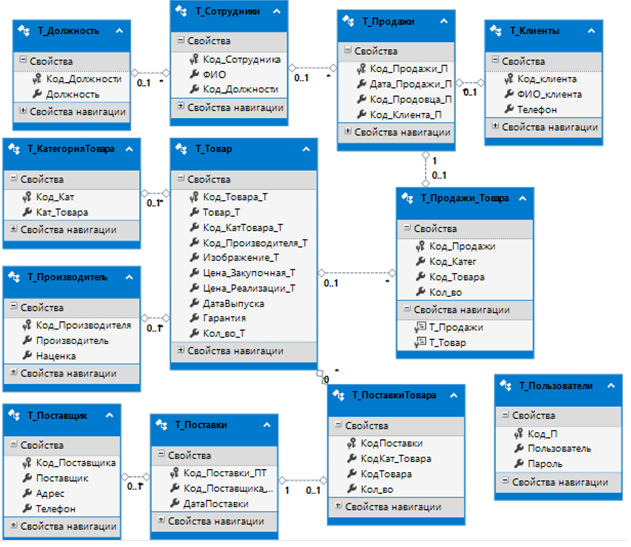 Т_Должность
Свойства
Код_Должности
Должность
Свойства навигации
0..1
*
Т_Сотрудники
Свойства
Код_Сотрудника
ФИО
Код_Должности
Свойства навигации
0..1
*
Т_Продажи
Свойства
Код_Продажи_П
Дата_Продажи_П
Код_Продовца_П
Код_Клиента_П
Свойства навигации
*
0..1
Т_Клиенты
Свойства
Код_клиента
ФИО_клиента
Телефон
Свойства навигации
1
0..1
Т_КатегорияТовара
Свойства
Код_Кат
Кат_Товара
Свойства навигации
0..1
*
Т_Товар
Свойства
Код_Товара_Т
Товар_Т
Код_КатТовара_Т
Код_Производителя_Т
Изображение_Т
Цена_Закупочная_Т
Цена_Реализации_Т
ДатаВыпуска
Гарантия
Кол_во_Т
Свойства навигации
0..1
*
Т_Продажи_Товара
Свойства
Код_Продажи
Код_Катег
Код_Товара
Кол_во
Свойства навигации
Т_Продажи
Т_Товар
Т_Производитель
Свойства
Код_Производителя
Производитель
Наценка
Свойства навигации
0..1
*
*
Т_Поставщик
Свойства
Код_Поставщика
Поставщик
Адрес
Телефон
Свойства навигации
0..1
*
Т_Поставки
Свойства
Код_Поставки_ПТ
Код_Поставщика_...
ДатаПоставки
Свойства навигации
1
0..1
Т_ПоставкиТовара
Свойства
КодПоставки
КодКат_Товара
КодТовара
Кол_во
Свойства навигации
Т_Пользователи
Свойства
Код_П
Пользователь
Пароль
Свойства навигации